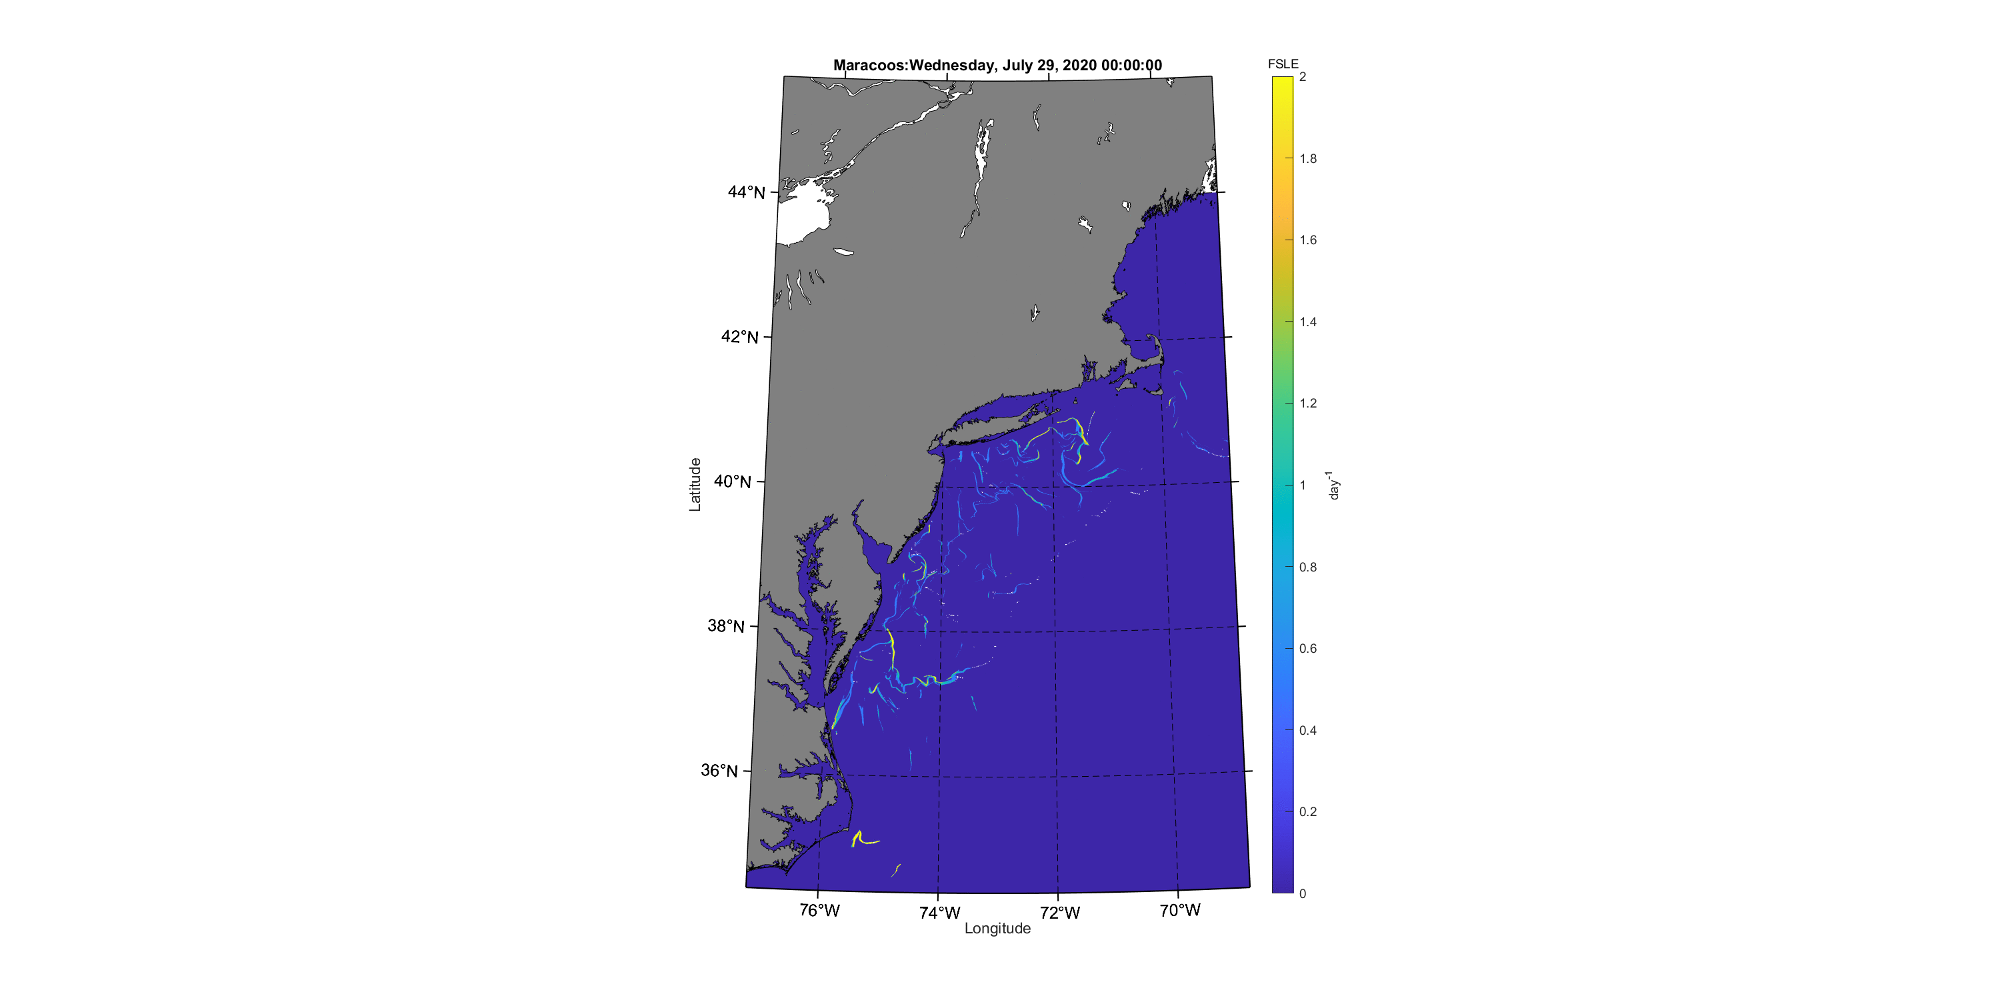 Maracoos:Wednesday, July 29, 2020 00:00:00
FSLE
2
1.8
1.6
1.4
1.2
1
0.8
0.6
0.4
0.2
0
day-1
44°N
42°N
40°N
38°N
36°N
Latitude
76°W 74°W 72°W 70°W
Longitude